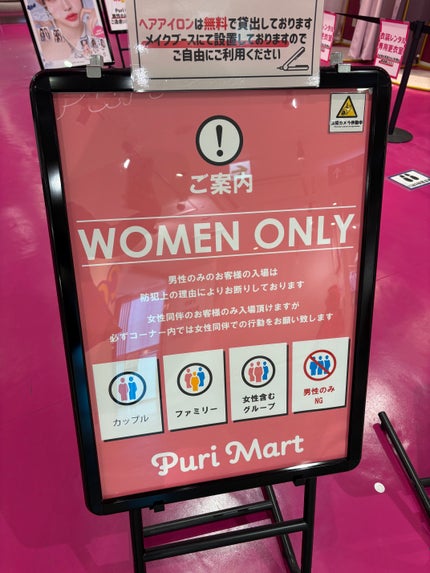 ヘアアイロンは無料で貸出しております
メイクブースにて設置しておりますので
ご自由にご利用ください
ご案内
WOMEN ONLY
男性のみのお客様の入場は
防犯上の理由によりお断りしております
女性同伴のお客様のみ入場頂けますが
必ずコーナー内では女性同伴での行動をお願い致します
カップル
ファミリー
女性含む
グループ
男性のみ
NG
Puri Mart